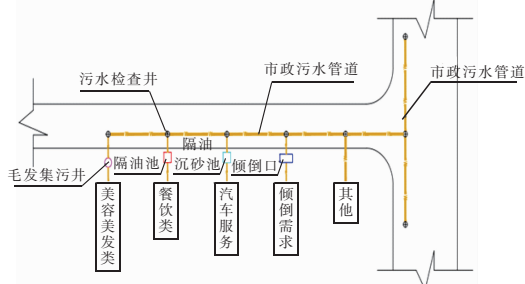 污水检查井
市政污水管道
市政污水管道
隔油
毛发集污井
隔油池
沉砂池
倾倒口
美容美发类
餐饮类
汽车服务
倾倒需求
其他